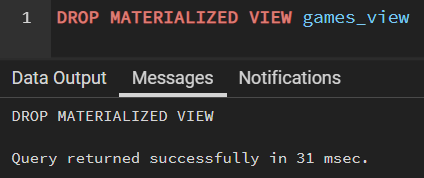 1 DROP MATERIALIZED VIEW games_view
Data Output Messages Notifications
DROP MATERIALIZED VIEW
Query returned successfully in 31 msec.